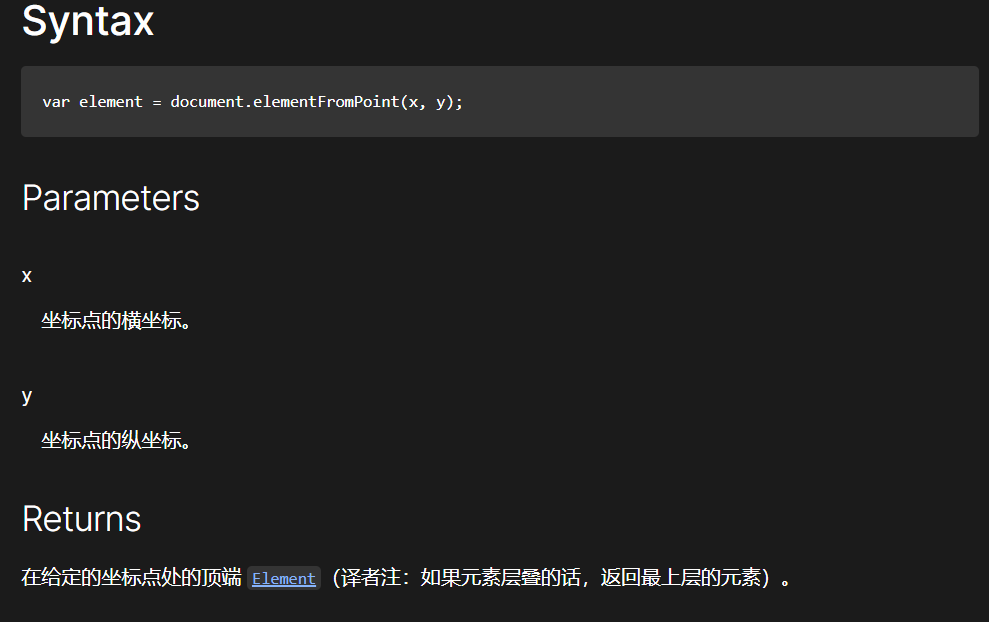 Syntax
var element = document.elementFromPoint(x, y);
Parameters
x
坐标点的横坐标。
y
坐标点的纵坐标。
Returns
在给定的坐标点处的顶端 Element（译者注：如果元素层叠的话，返回最上层的元素）。